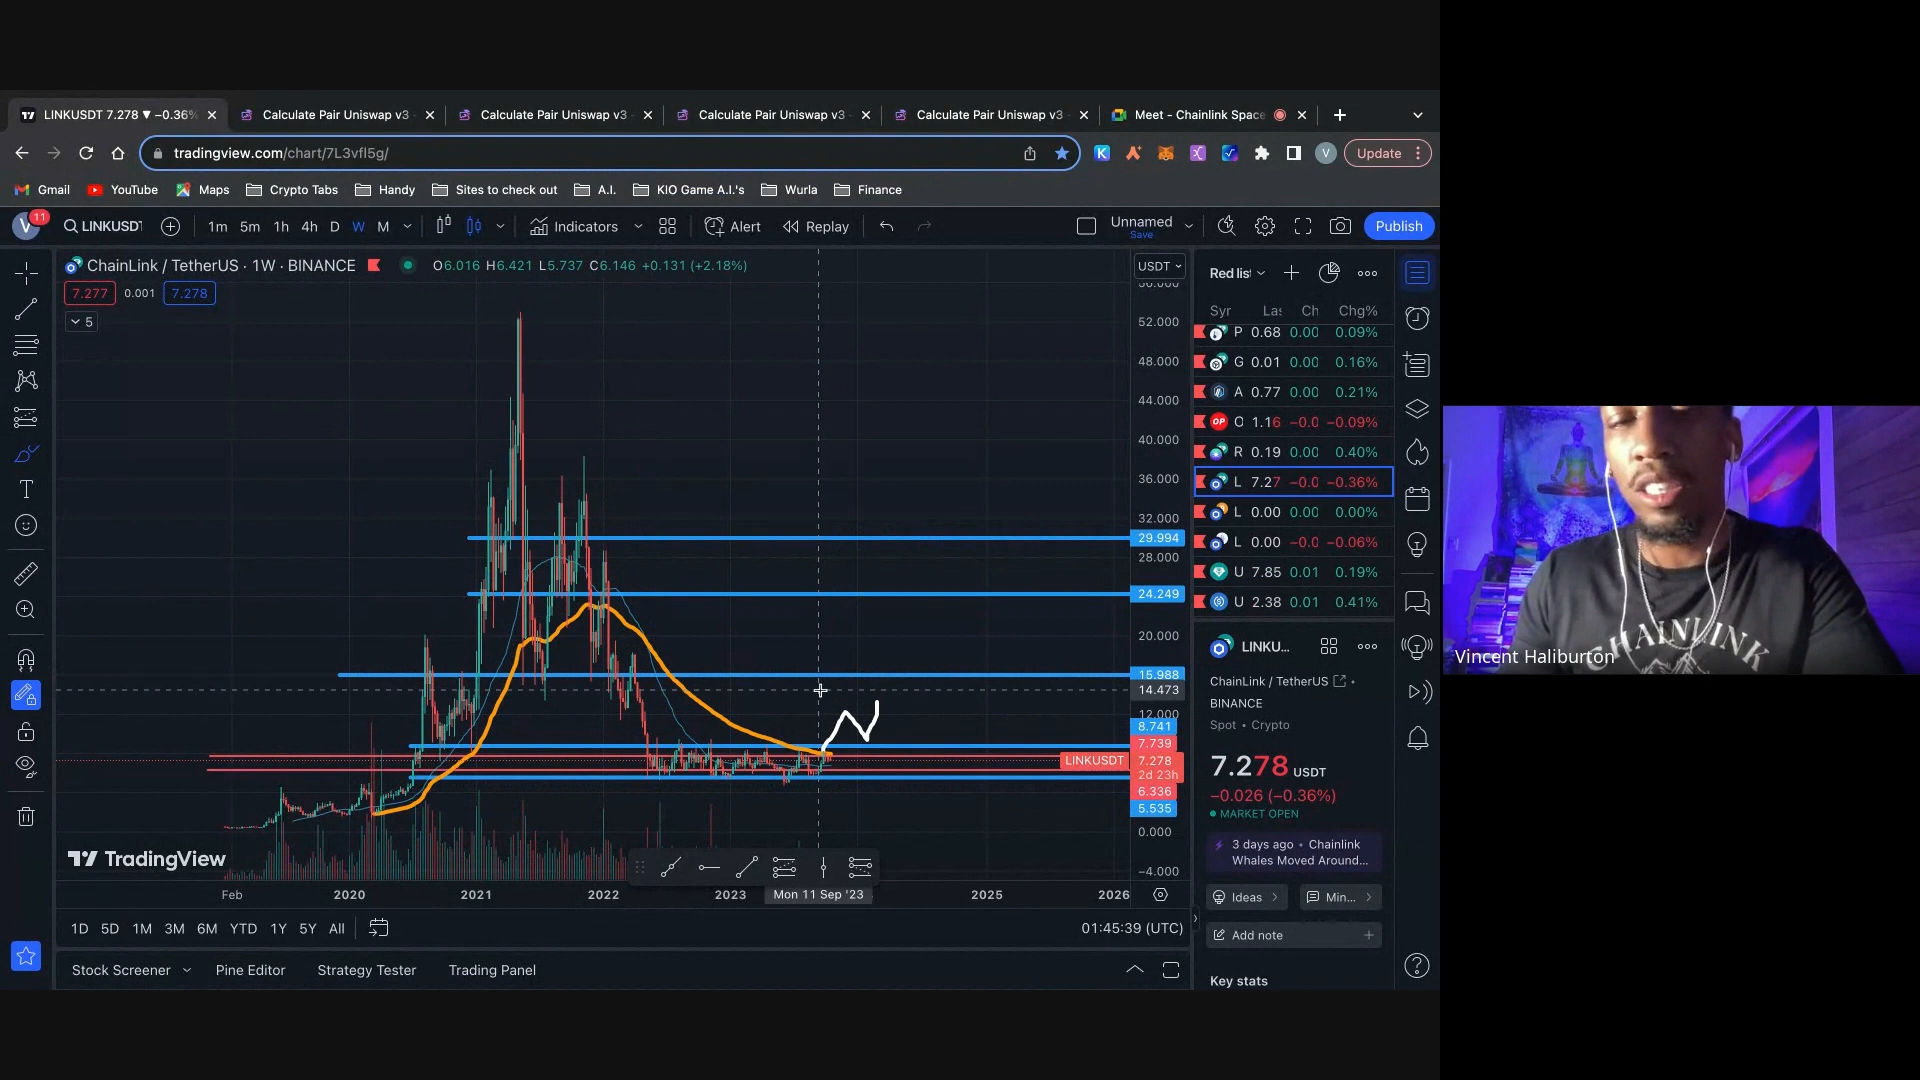 LINKUSDT 7.278 ▼ −0.36%
Calculate Pair Uniswap v3
Calculate Pair Uniswap v3
Calculate Pair Uniswap v3
Calculate Pair Uniswap v3
Meet - Chainlink Space
tradingview.com/chart/7L3vfl5g/
V
Update
Gmail
YouTube
Maps
Crypto Tabs
Handy
Sites to check out
A.I.
KIO Game A.I.'s
Wurla
Finance
V
11
LINKUSDT
1m
5m
1h
4h
D
W
M
Indicators
Alert
Replay
Unnamed
Save
Publish
ChainLink / TetherUS · 1W · BINANCE
O6.016 H6.421 L5.737 C6.146 +0.131 (+2.18%)
USDT
7.277
0.001
7.278
5
56.000
52.000
48.000
44.000
40.000
36.000
32.000
29.994
28.000
24.249
20.000
15.988
14.473
12.000
8.741
7.739
LINKUSDT
7.278
2d 23h
6.336
5.535
0.000
−4.000
TradingView
Feb
2020
2021
2022
2023
Mon 11 Sep '23
2025
2026
1D
5D
1M
3M
6M
YTD
1Y
5Y
All
01:45:39 (UTC)
Stock Screener
Pine Editor
Strategy Tester
Trading Panel
Red lis
Syr
Las
Ch
Chg%
P 0.68 0.00 0.09%
G 0.01 0.00 0.16%
A 0.77 0.00 0.21%
OP O 1.16 −0.0 −0.09%
R 0.19 0.00 0.40%
L 7.27 −0.0 −0.36%
L 0.00 0.00 0.00%
L 0.00 −0.0 −0.06%
U 7.85 0.01 0.19%
U 2.38 0.01 0.41%
LINKU...
ChainLink / TetherUS
BINANCE
Spot • Crypto
7.278 USDT
−0.026 (−0.36%)
MARKET OPEN
3 days ago • Chainlink
Whales Moved Around...
Ideas
Min...
Add note
Key stats
CHAINLINK
Vincent Haliburton